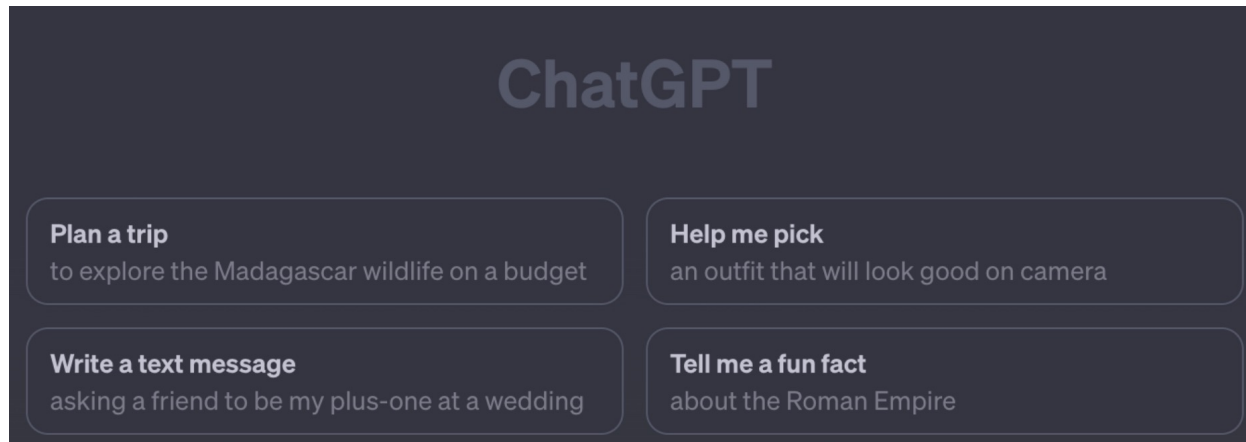 ChatGPT
Plan a trip
to explore the Madagascar wildlife on a budget
Help me pick
an outfit that will look good on camera
Write a text message
asking a friend to be my plus-one at a wedding
Tell me a fun fact
about the Roman Empire